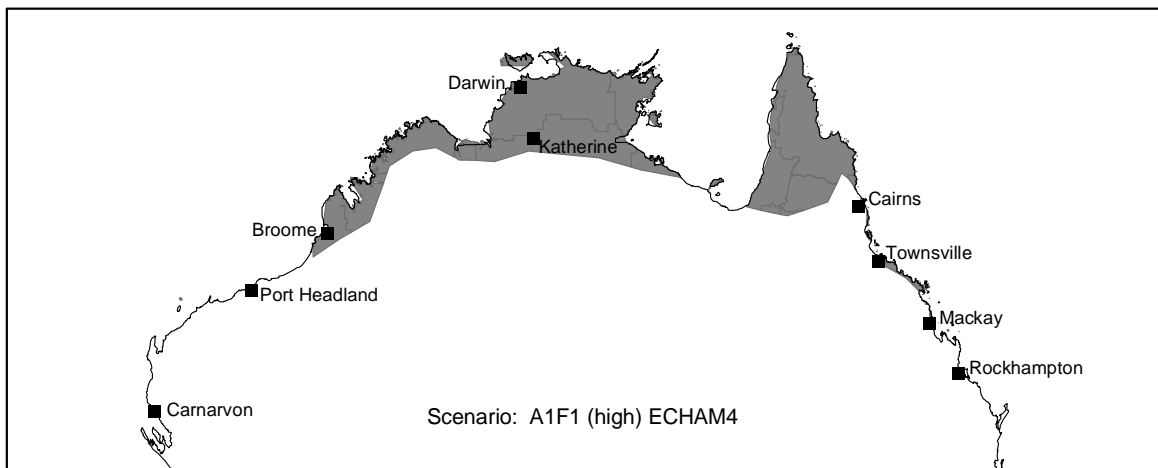 Darwin
Katherine
Broome
Cairns
Townsville
Port Headland
Mackay
Rockhampton
Carnarvon
Scenario: A1F1 (high) ECHAM4